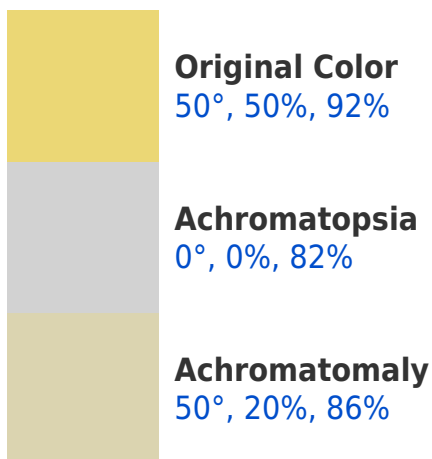 Original Color
50°, 50%, 92%
Achromatopsia
0°, 0%, 82%
Achromatomaly
50°, 20%, 86%